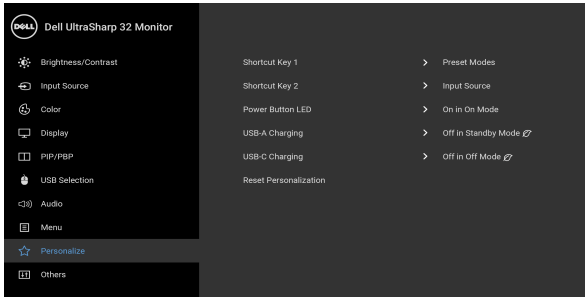 DELL Dell UltraSharp 32 Monitor
Brightness/Contrast Shortcut Key 1 > Preset Modes
Input Source Shortcut Key 2 > Input Source
Color Power Button LED > On in On Mode
Display USB-A Charging > Off in Standby Mode
PIP/PBP USB-C Charging > Off in Off Mode
USB Selection Reset Personalization
Audio
Menu
Personalize
Others